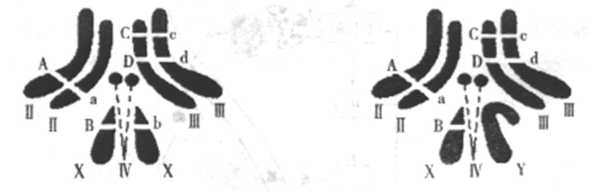 C c C c
A D d A D d
a a
II II III III II II III III
B b B
X IV X X IV Y